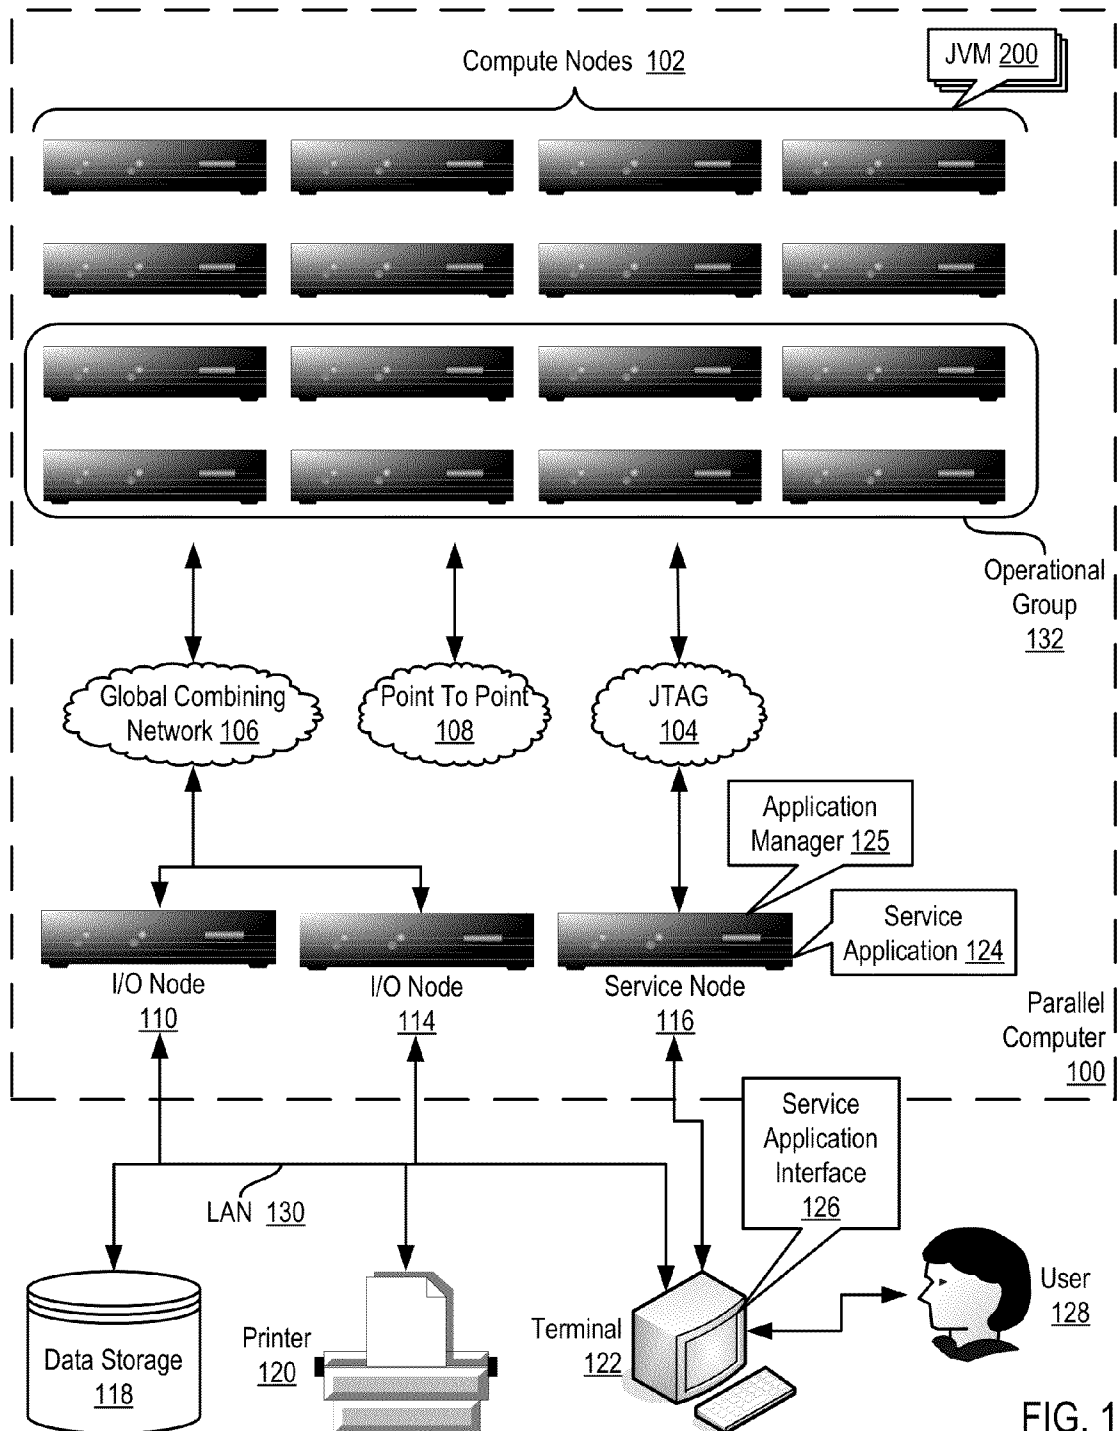 Compute Nodes 102
JVM 200
Operational
Group
132
Global Combining
Network 106
Point To Point
108
JTAG
104
Application
Manager 125
Service
Application 124
I/O Node
110
I/O Node
114
Service Node
116
Parallel
Computer
100
Service
Application
Interface
126
LAN 130
Data Storage
118
Printer
120
Terminal
122
User
128
FIG. 1